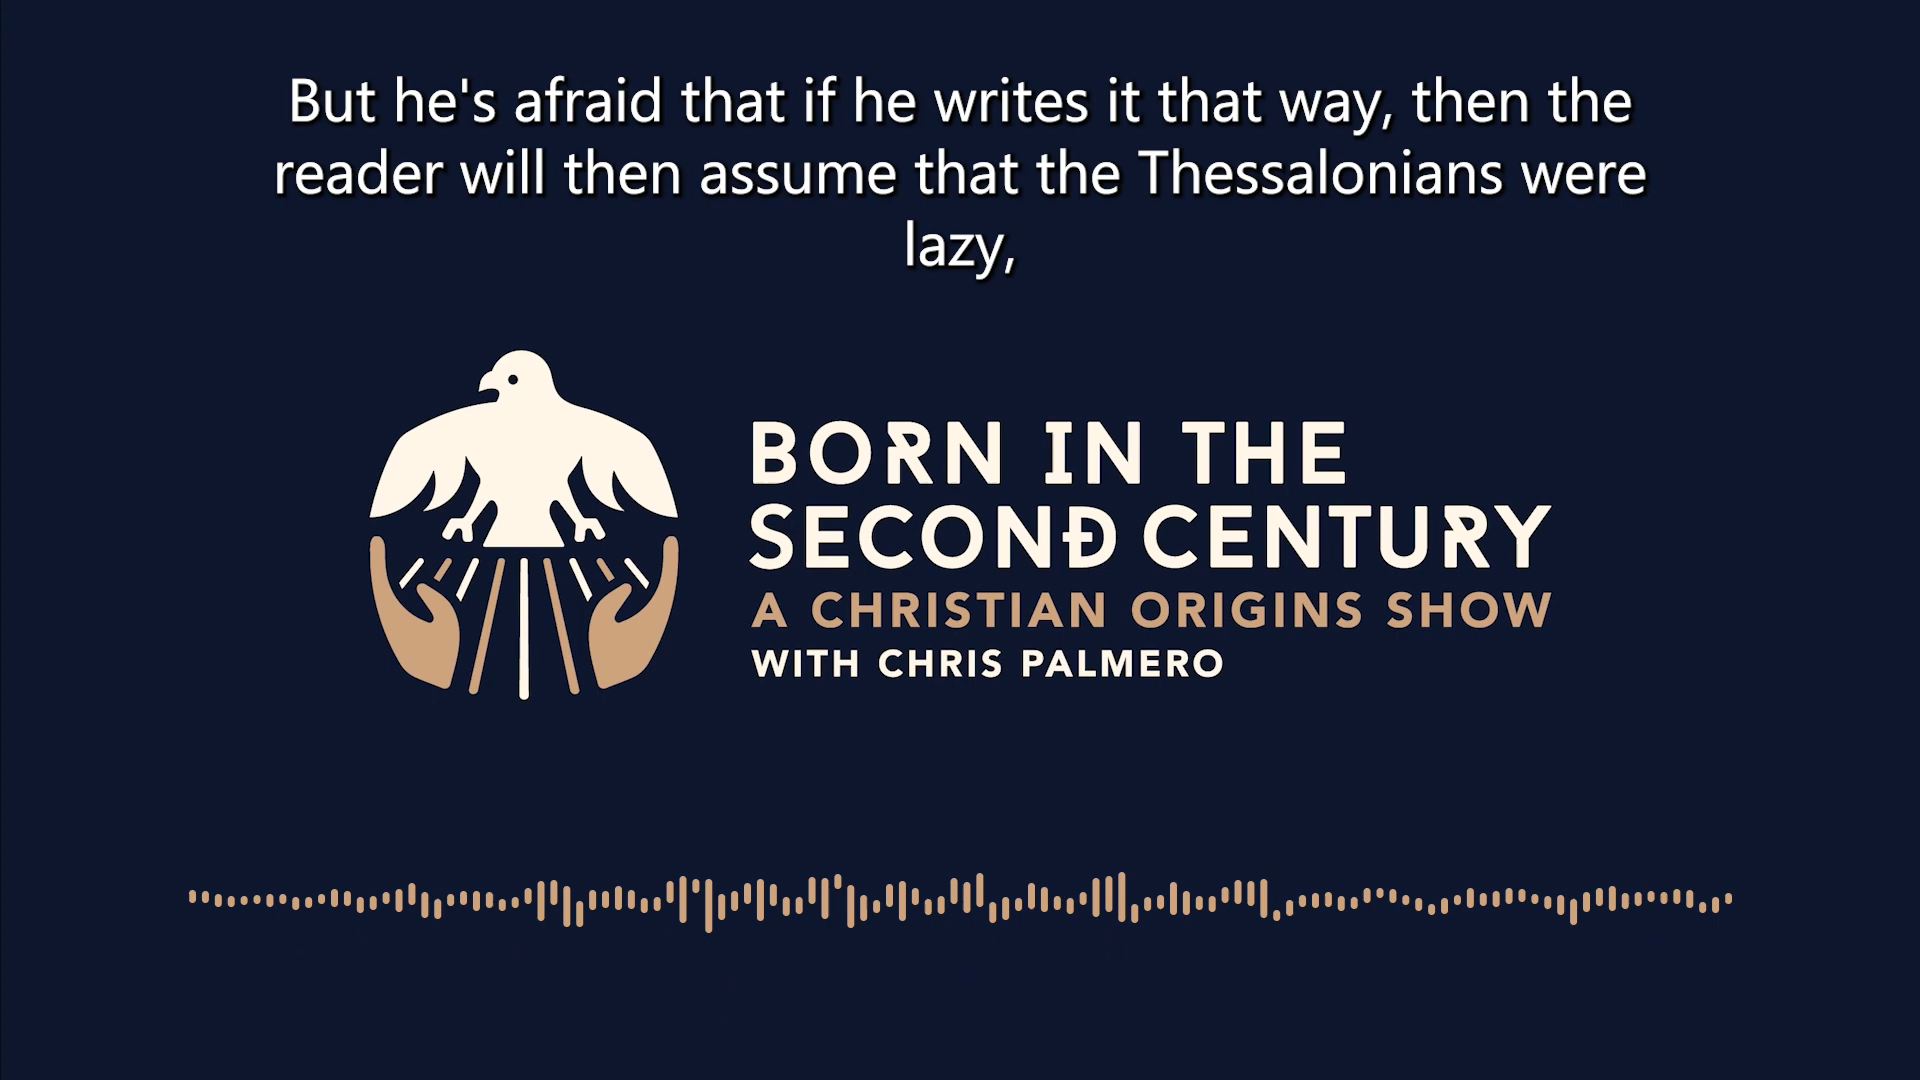 But he's afraid that if he writes it that way, then the
reader will then assume that the Thessalonians were
lazy,
BORN IN THE
SECOND CENTURY
A CHRISTIAN ORIGINS SHOW
WITH CHRIS PALMERO